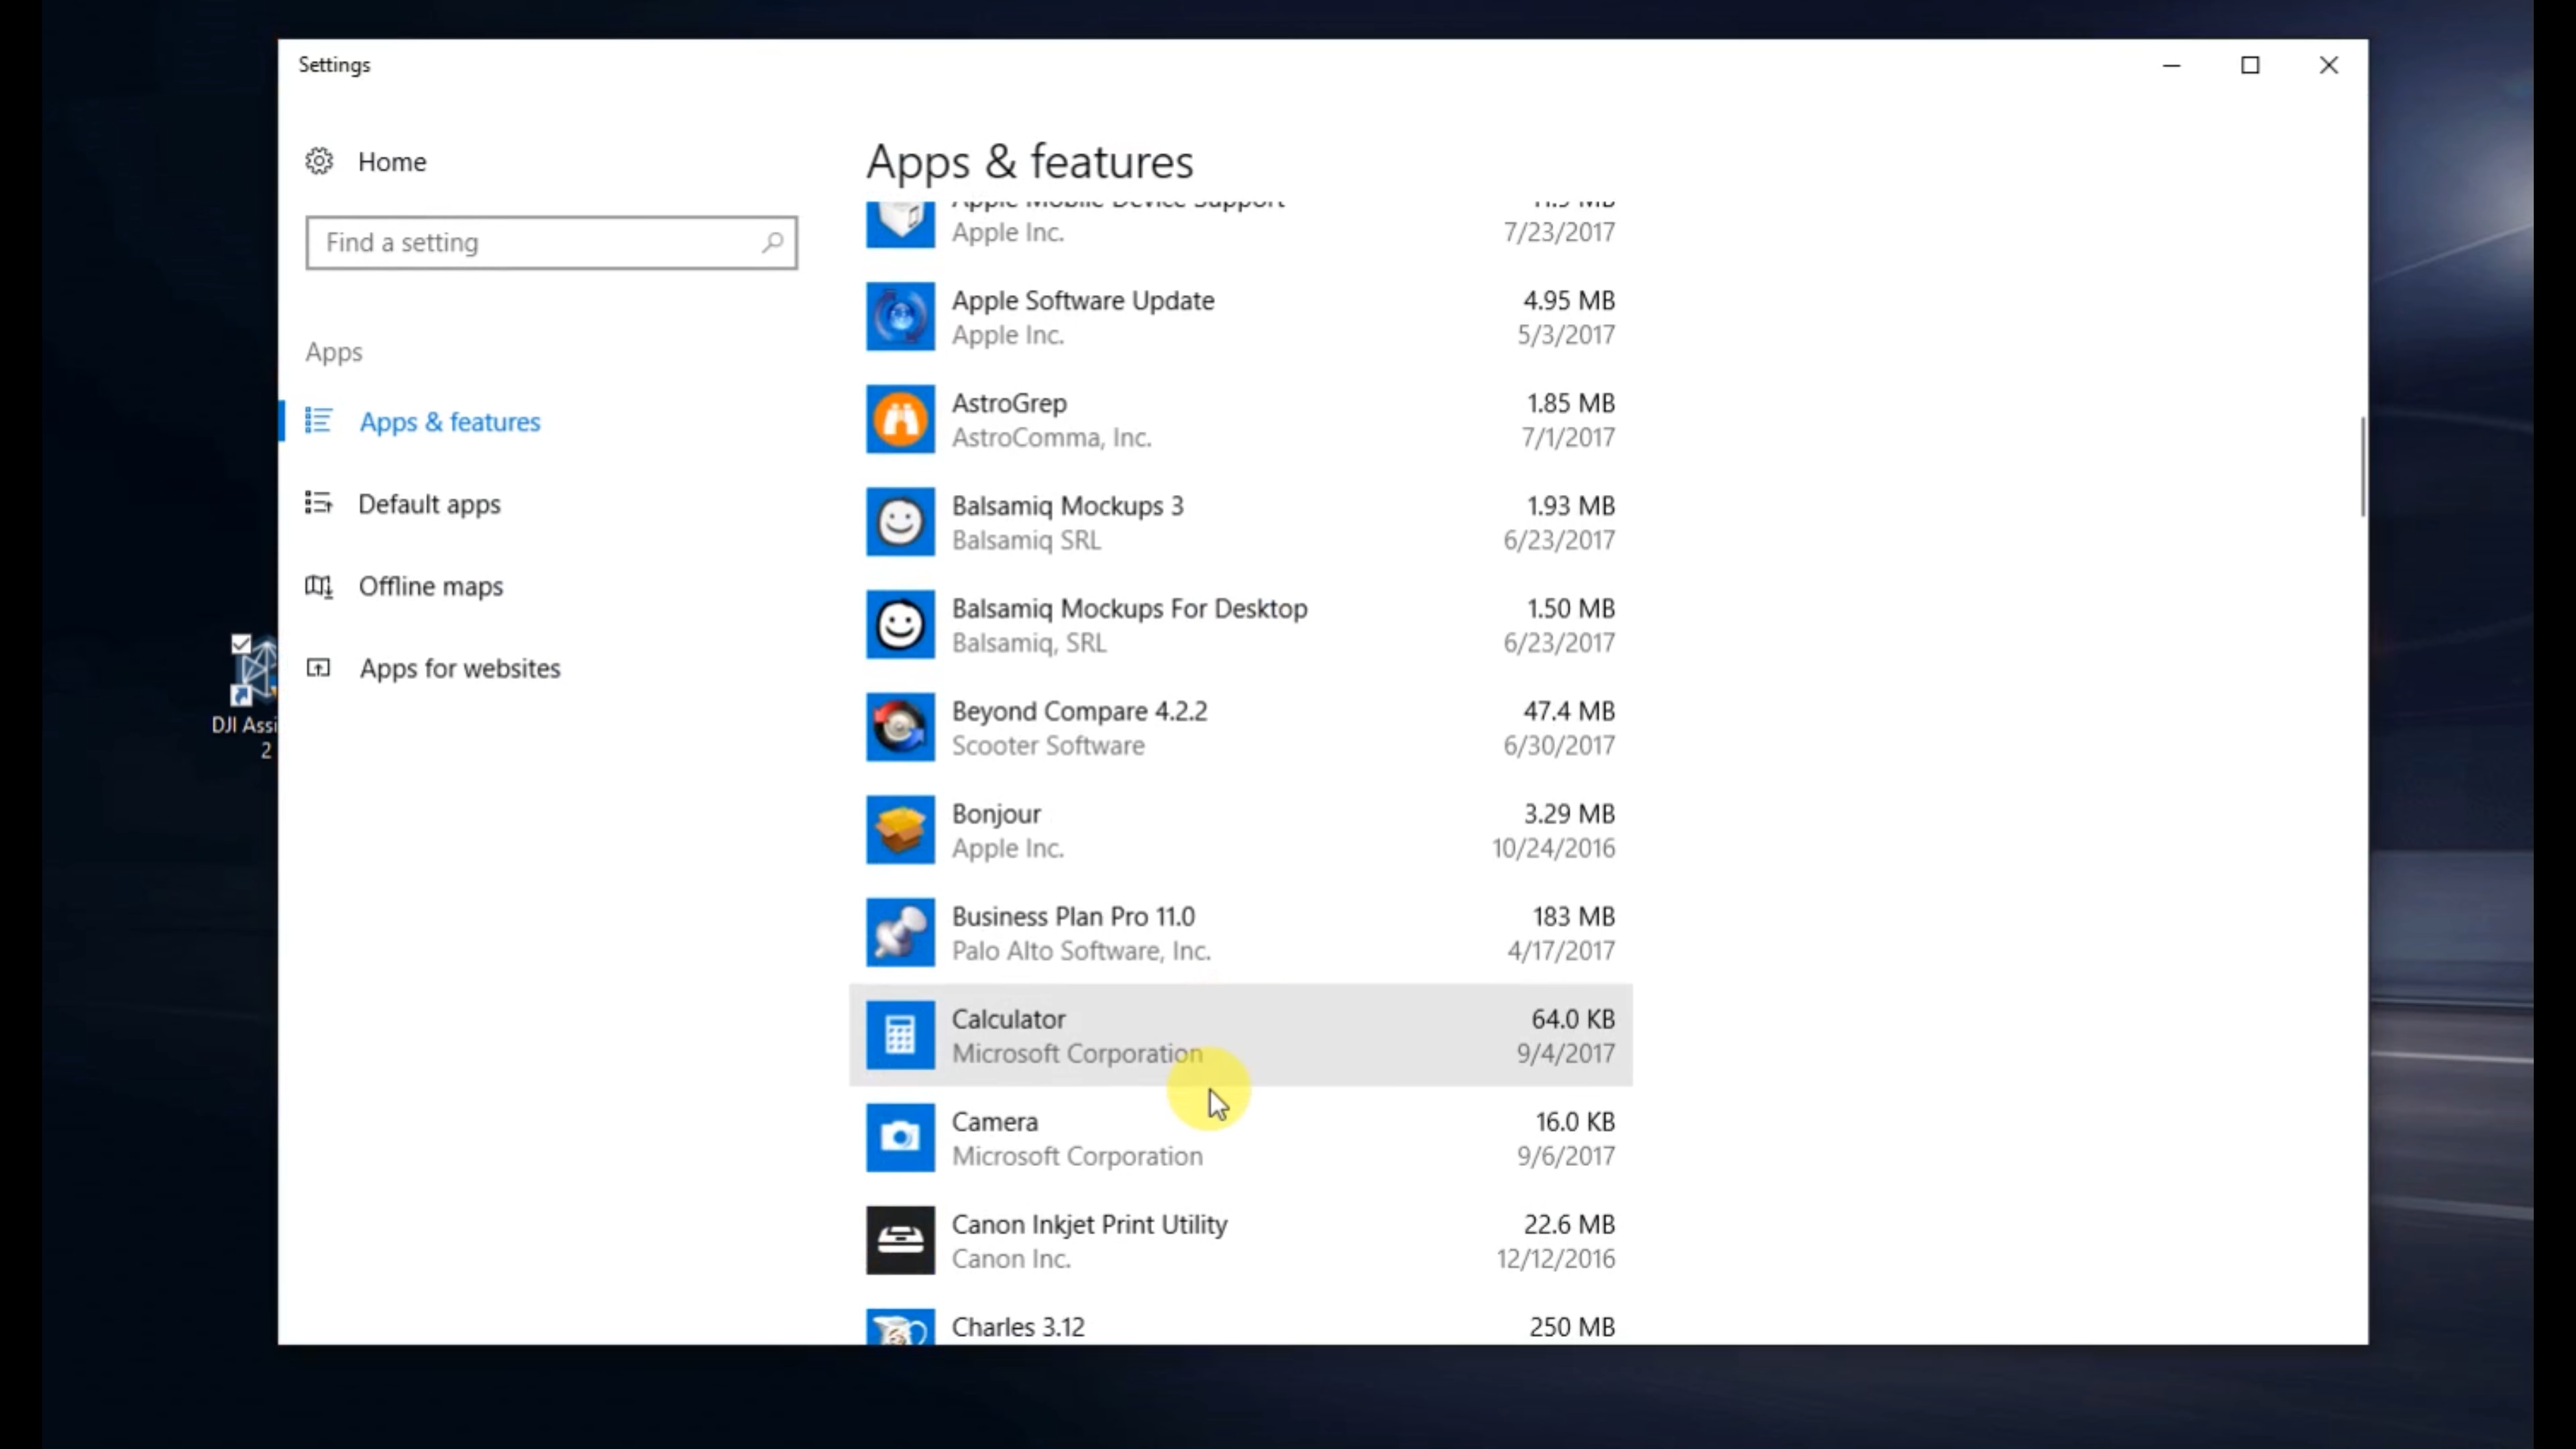 Settings
Home
Find a setting
Apps
Apps & features
Default apps
Offline maps
Apps for websites
DJI Assi
2
Apps & features
Apple Mobile Device Support
Apple Inc. 7/23/2017
Apple Software Update 4.95 MB
Apple Inc. 5/3/2017
AstroGrep 1.85 MB
AstroComma, Inc. 7/1/2017
Balsamiq Mockups 3 1.93 MB
Balsamiq SRL 6/23/2017
Balsamiq Mockups For Desktop 1.50 MB
Balsamiq, SRL 6/23/2017
Beyond Compare 4.2.2 47.4 MB
Scooter Software 6/30/2017
Bonjour 3.29 MB
Apple Inc. 10/24/2016
Business Plan Pro 11.0 183 MB
Palo Alto Software, Inc. 4/17/2017
Calculator 64.0 KB
Microsoft Corporation 9/4/2017
Camera 16.0 KB
Microsoft Corporation 9/6/2017
Canon Inkjet Print Utility 22.6 MB
Canon Inc. 12/12/2016
Charles 3.12 250 MB